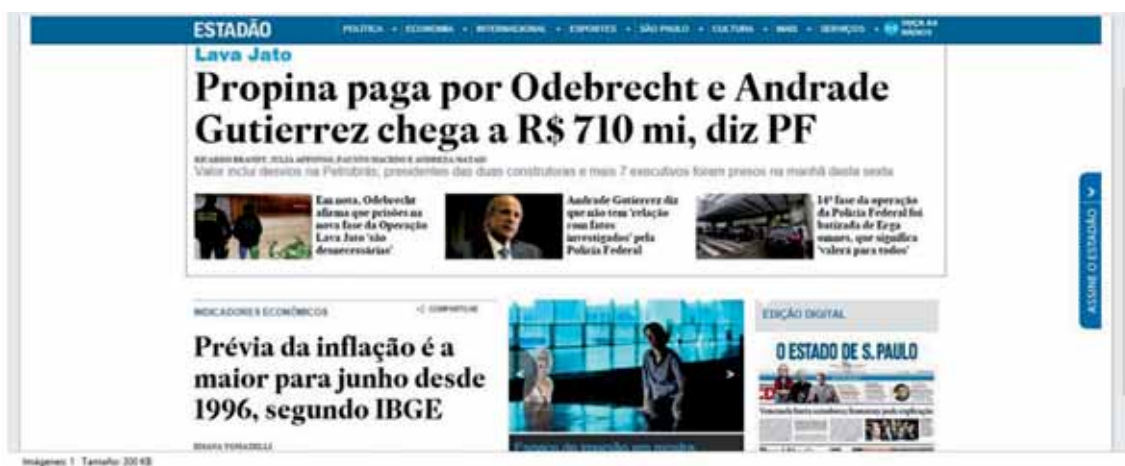 ESTADÃO
POLÍTICA • ECONOMIA • INTERNACIONAL • ESPORTES • SÃO PAULO • CULTURA • MAIS • SERVIÇOS •
Lava Jato
Propina paga por Odebrecht e Andrade
Gutierrez chega a R$ 710 mi, diz PF
Valor inclui desvios na Petrobrás; presidentes das duas construtoras e mais 7 executivos foram presos na manhã desta sexta
Em nota, Odebrecht
afirma que prisões na
nova fase da Operação
Lava Jato 'são
desnecessárias'
Andrade Gutierrez diz
que não tem 'relação
com fatos
investigados' pela
Polícia Federal
14ª fase da operação
da Polícia Federal foi
batizada de Erga
omnes, que significa
'valerá para todos'
ASSINE O ESTADÃO
INDICADORES ECONÔMICOS
COMPARTILHE
Prévia da inflação é a
maior para junho desde
1996, segundo IBGE
EDIÇÃO DIGITAL
O ESTADO DE S. PAULO
Imágenes: 1 Tamaño: 200 KB